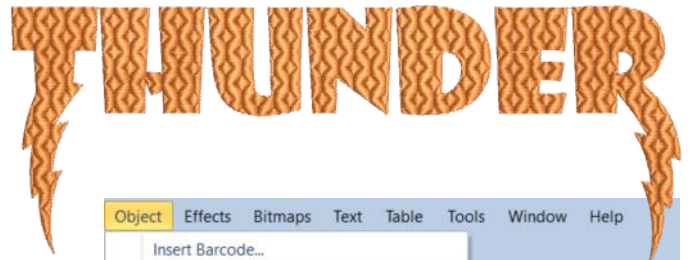 THUNDER
Object Effects Bitmaps Text Table Tools Window Help
Insert Barcode...